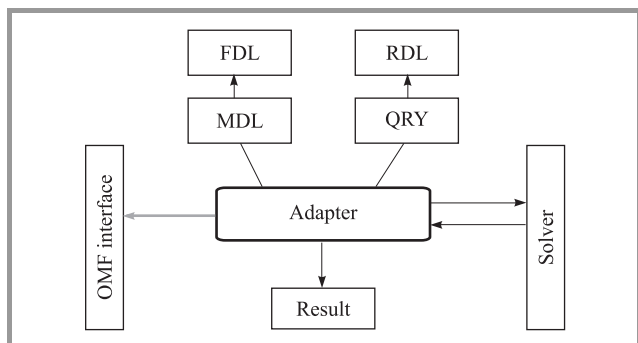 FDL
RDL
MDL
QRY
OMF interface
Adapter
Solver
Result